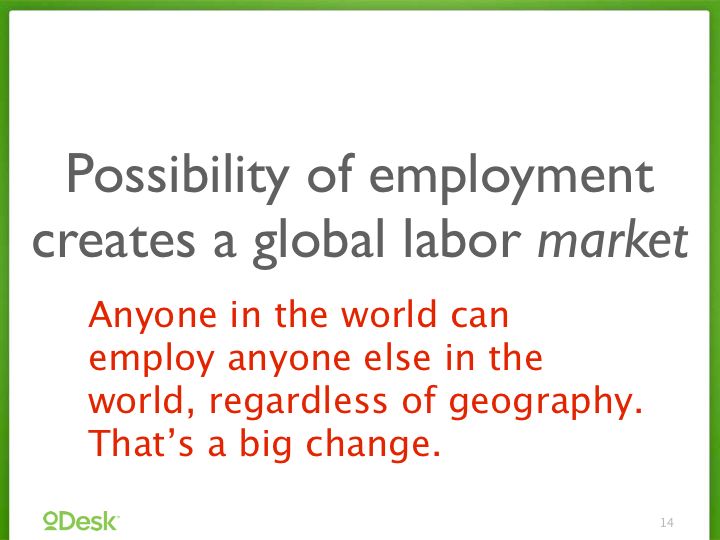 Possibility of employment
creates a global labor market
Anyone in the world can
employ anyone else in the
world, regardless of geography.
That’s a big change.
oDesk™
14